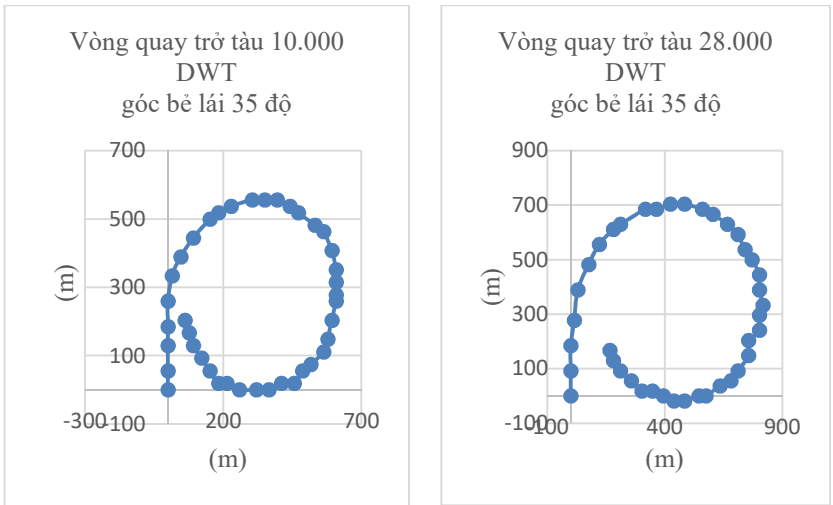 Vòng quay trở tàu 10.000
DWT
góc bẻ lái 35 độ
700
500
300
100
-100
-300
200
700
(m)
(m)
Vòng quay trở tàu 28.000
DWT
góc bẻ lái 35 độ
900
700
500
300
100
-100
-100
400
900
(m)
(m)